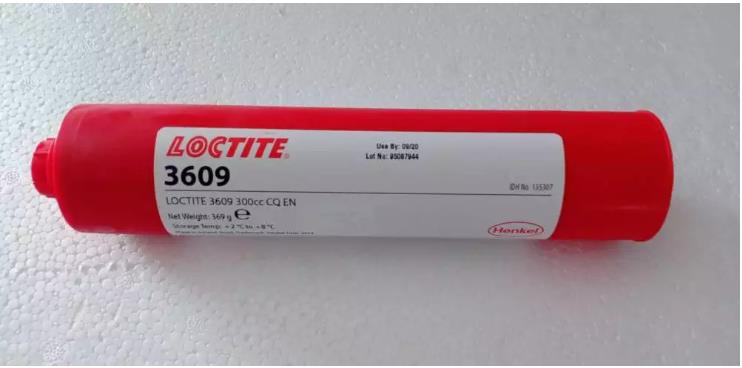 LOCTITE®
3609
LOCTITE 3609 300cc CQ EN
Net Weight: 369 g e
Storage Temp: +2 °C to +8 °C
Use By: 09/20
Lot No: 95087944
IDH No. 135307
Henkel